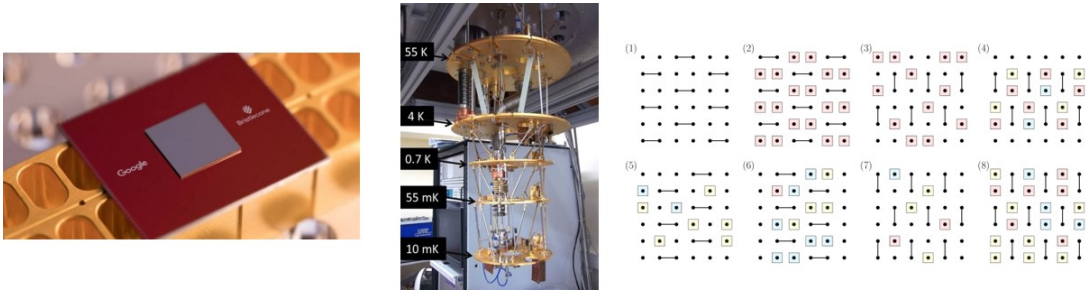 Google
Bristlecone
55 K
4 K
0.7 K
55 mK
10 mK
(1)
(2)
(3)
(4)
(5)
(6)
(7)
(8)